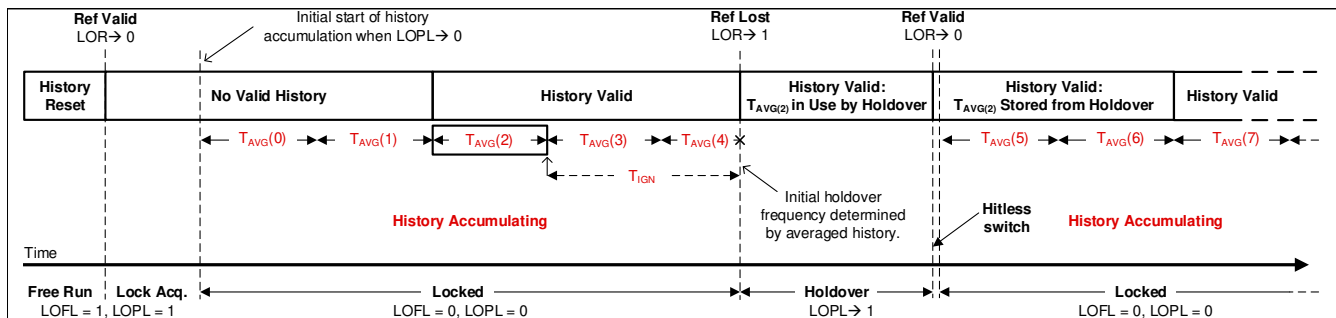 Ref Valid
LOR→ 0
Initial start of history
accumulation when LOPL→ 0
Ref Lost
LOR→ 1
Ref Valid
LOR→ 0
History
Reset
No Valid History
History Valid
History Valid:
TAVG(2) in Use by Holdover
History Valid:
TAVG(2) Stored from Holdover
History Valid
TAVG(0)
TAVG(1)
TAVG(2)
TAVG(3)
TAVG(4)
TAVG(5)
TAVG(6)
TAVG(7)
TIGN
Initial holdover
frequency determined
by averaged history.
History Accumulating
Hitless
switch
History Accumulating
Time
Free Run
Lock Acq.
LOFL = 1, LOPL = 1
Locked
LOFL = 0, LOPL = 0
Holdover
LOPL→ 1
Locked
LOFL = 0, LOPL = 0